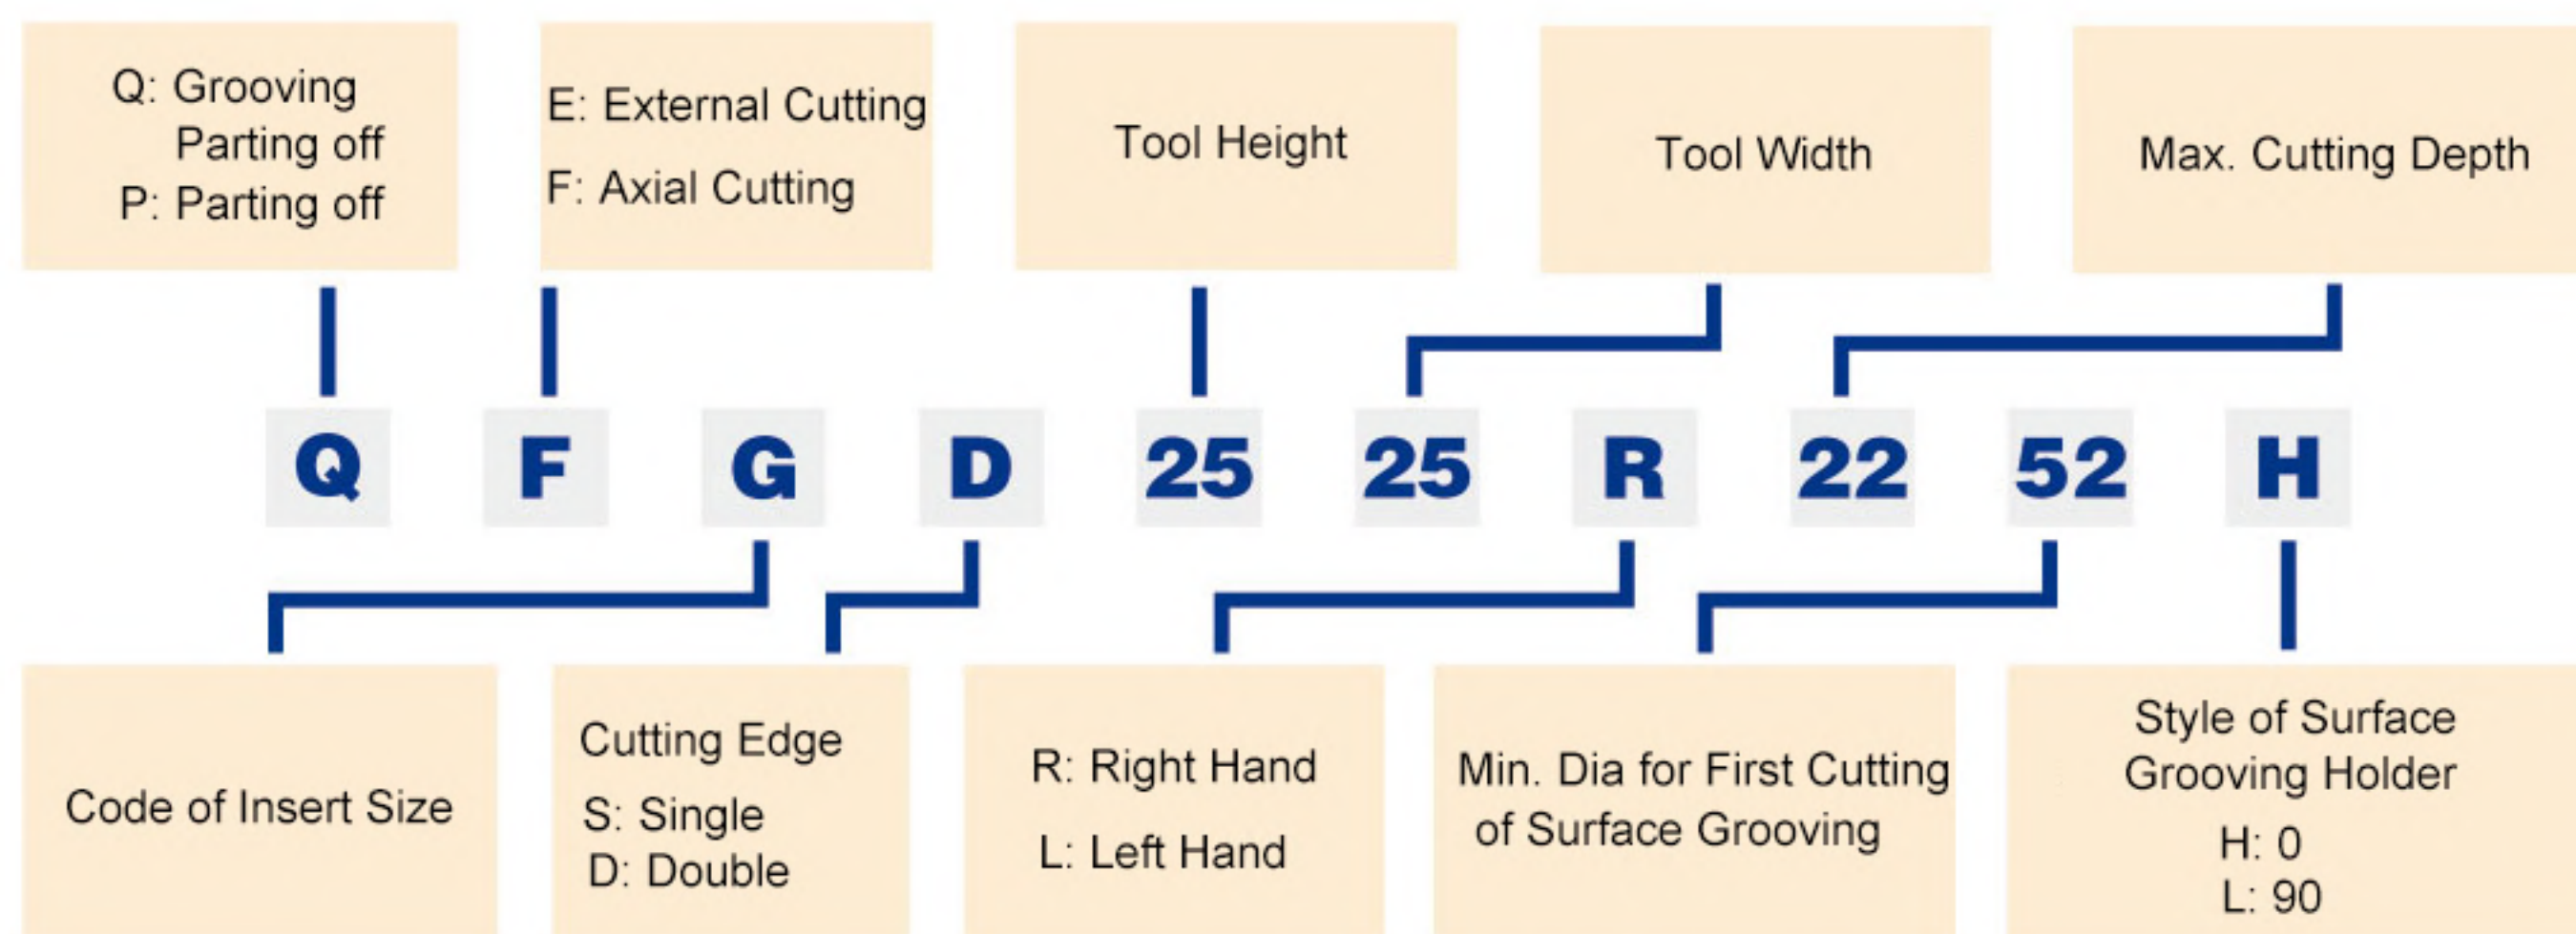 Q: Grooving
Parting off
P: Parting off
E: External Cutting
F: Axial Cutting
Tool Height
Tool Width
Max. Cutting Depth
Q F G D 25 25 R 22 52 H
Code of Insert Size
Cutting Edge
S: Single
D: Double
R: Right Hand
L: Left Hand
Min. Dia for First Cutting
of Surface Grooving
Style of Surface
Grooving Holder
H: 0
L: 90